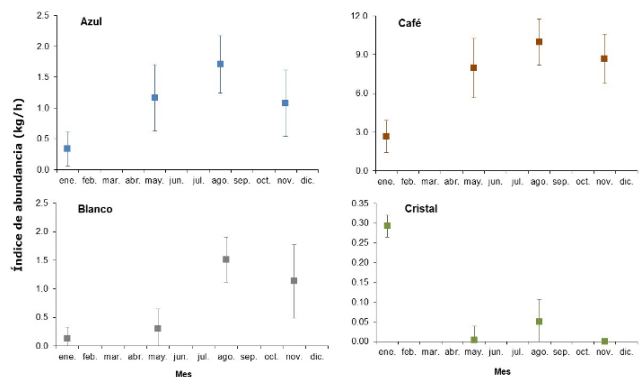 Índice de abundancia (kg/h)
Azul
2.5
2.0
1.5
1.0
0.5
0.0
ene. feb. mar. abr. may. jun. jul. ago. sep. oct. nov. dic.
Café
12.0
9.0
6.0
3.0
0.0
ene. feb. mar. abr. may. jun. jul. ago. sep. oct. nov. dic.
Blanco
2.5
2.0
1.5
1.0
0.5
0.0
ene. feb. mar. abr. may. jun. jul. ago. sep. oct. nov. dic.
Mes
Cristal
0.35
0.30
0.25
0.20
0.15
0.10
0.05
0.00
ene. feb. mar. abr. may. jun. jul. ago. sep. oct. nov. dic.
Mes